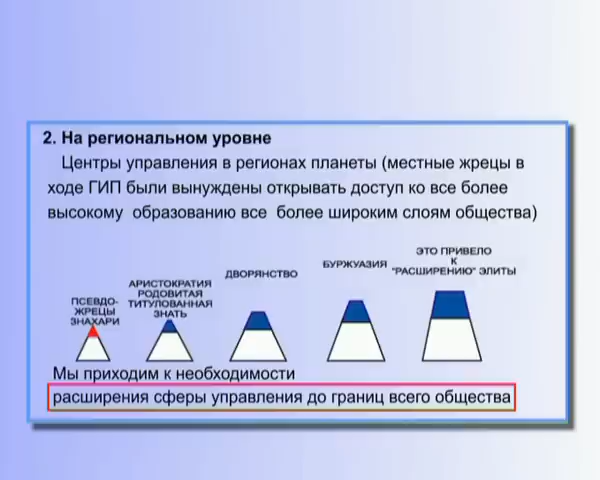 2. На региональном уровне
Центры управления в регионах планеты (местные жрецы в
ходе ГИП были вынуждены открывать доступ ко все более
высокому образованию все более широким слоям общества)
ПСЕВДО-
ЖРЕЦЫ
ЗНАХАРИ
АРИСТОКРАТИЯ
РОДОВИТАЯ
ТИТУЛОВАННАЯ
ЗНАТЬ
ДВОРЯНСТВО
БУРЖУАЗИЯ
ЭТО ПРИВЕЛО
К
"РАСШИРЕНИЮ" ЭЛИТЫ
Мы приходим к необходимости
расширения сферы управления до границ всего общества